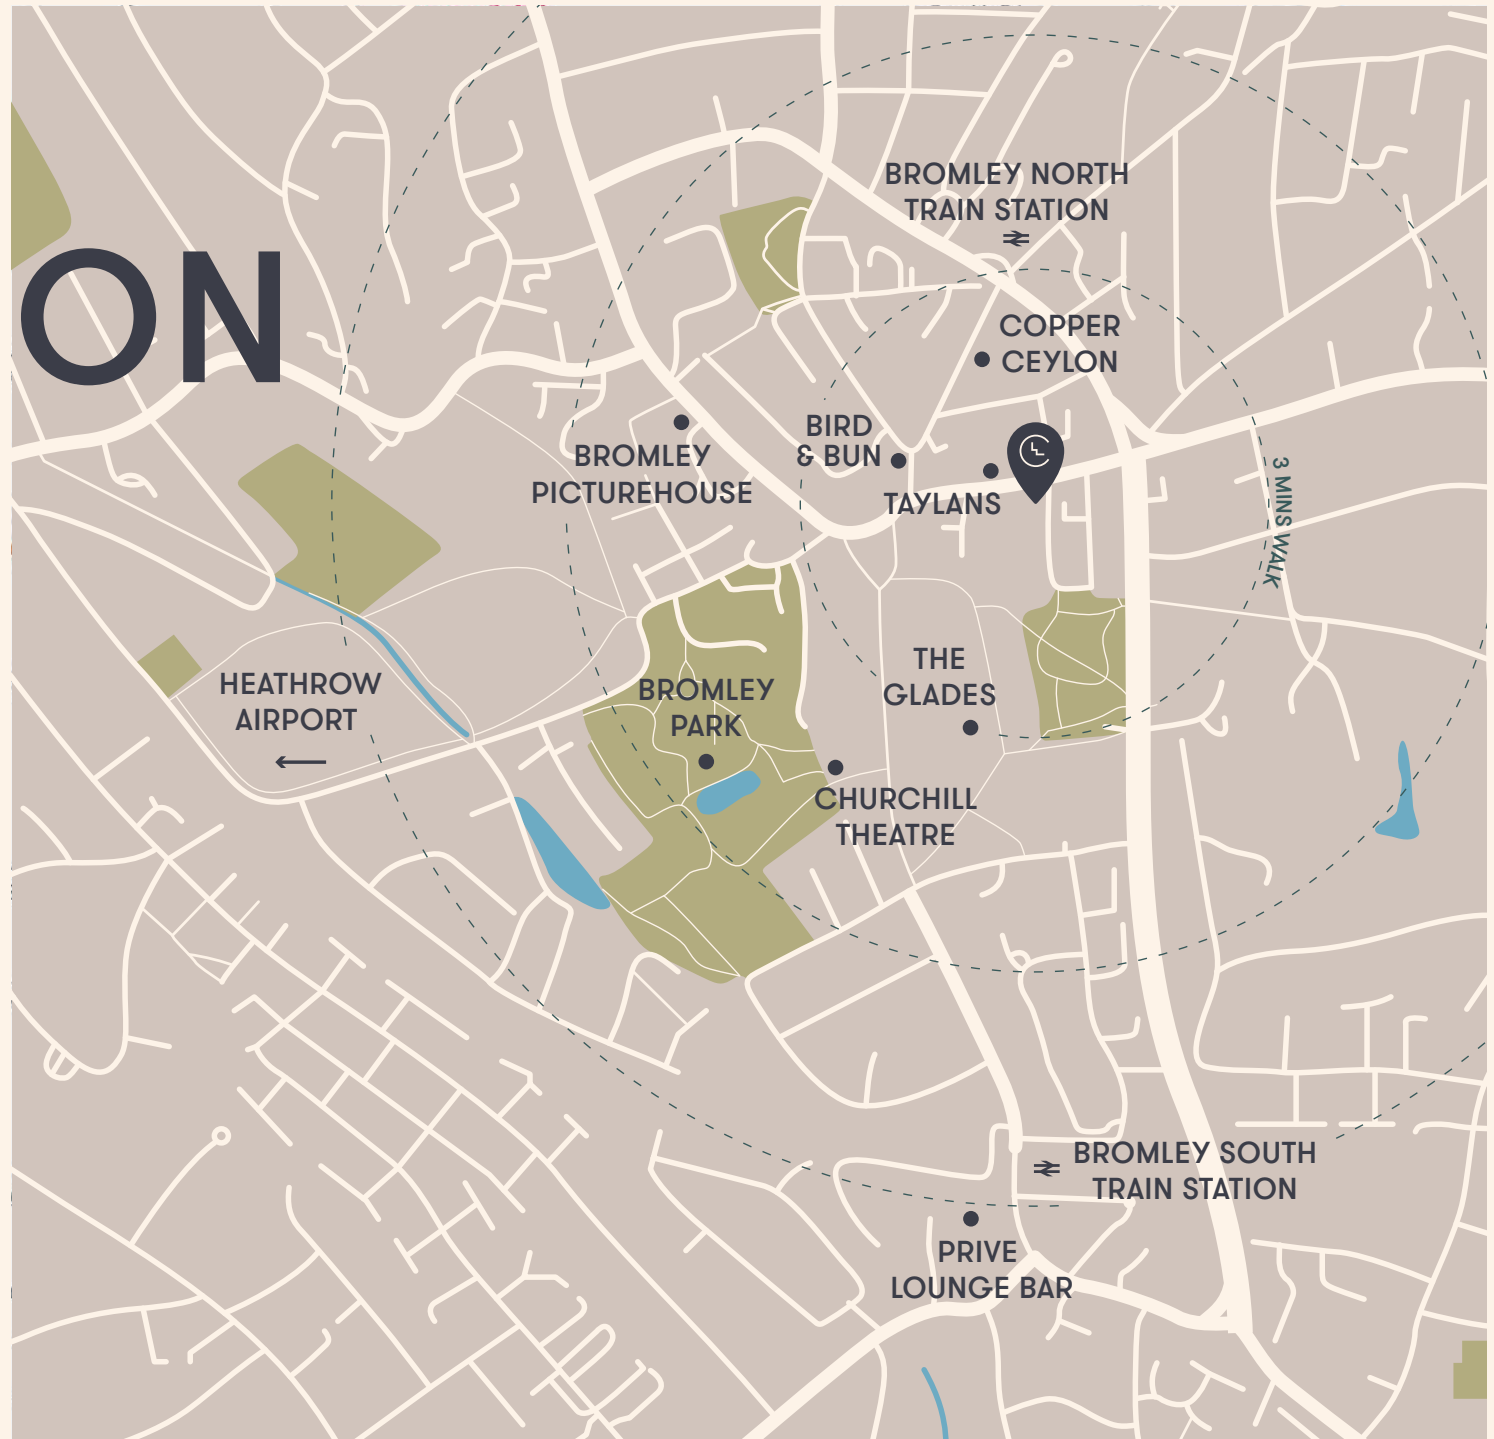 BROMLEY NORTH
TRAIN STATION
ON
COPPER
CEYLON
BIRD
& BUN
BROMLEY
PICTUREHOUSE
TAYLANS
3 MINS WALK
THE
GLADES
HEATHROW
AIRPORT
BROMLEY
PARK
CHURCHILL
THEATRE
BROMLEY SOUTH
TRAIN STATION
PRIVE
LOUNGE BAR